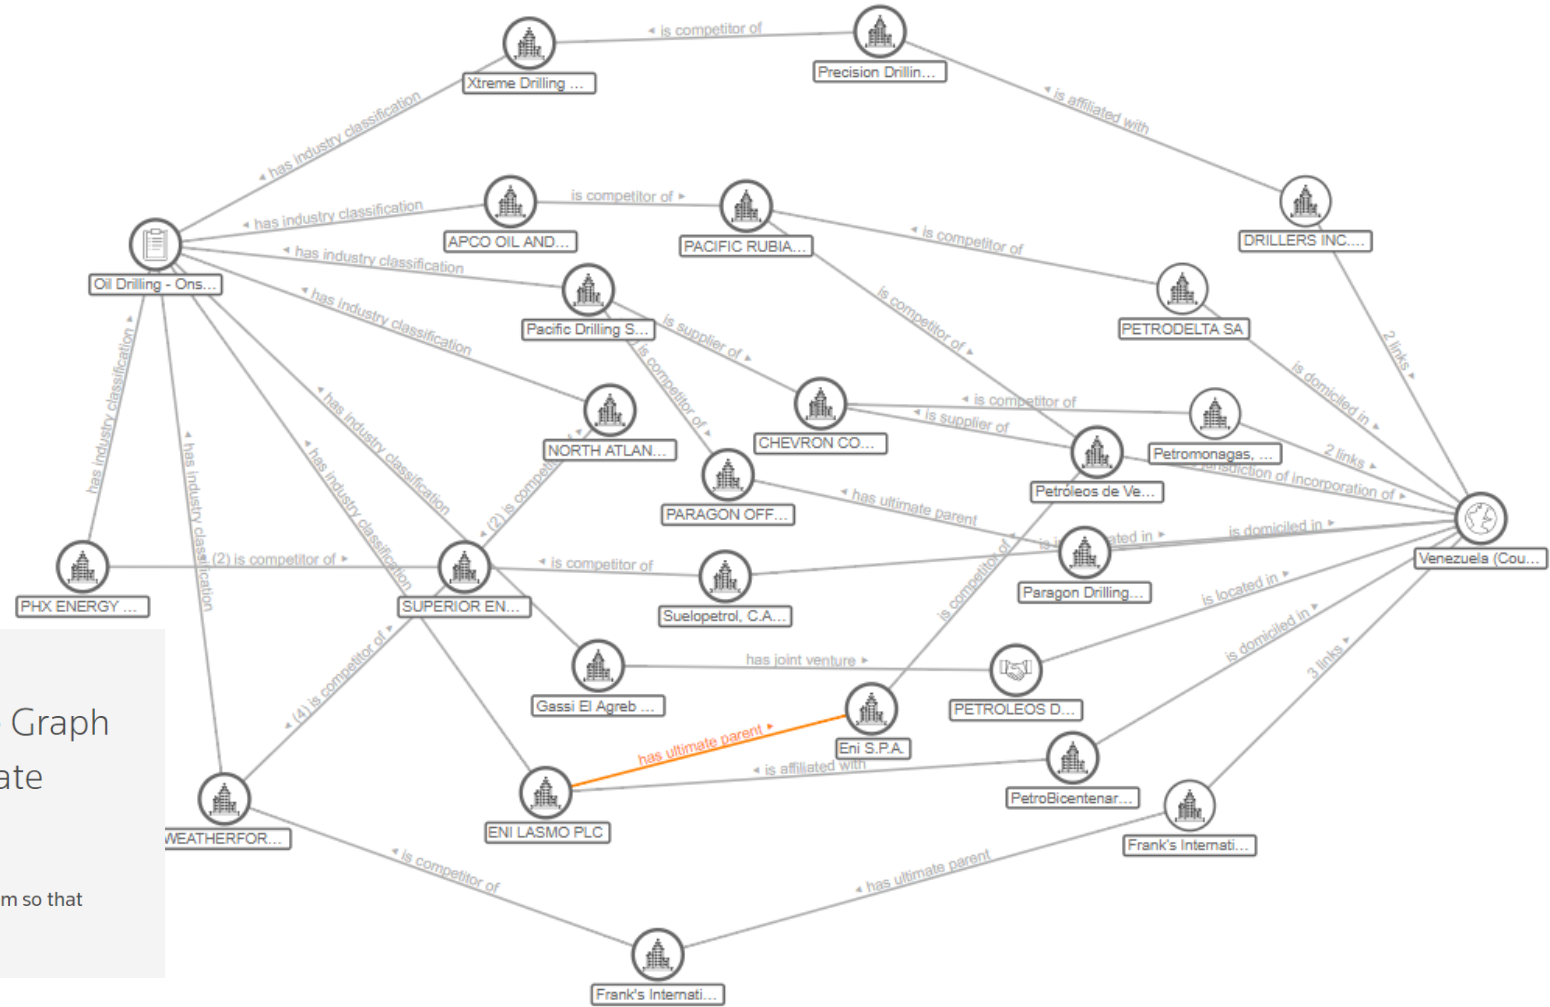 ◄ is competitor of
Xtreme Drilling ...
Precision Drillin...
◄ is affiliated with
◄ has industry classification
is competitor of ►
◄ has industry classification
APCO OIL AND...
PACIFIC RUBIA...
◄ is competitor of
DRILLERS INC....
Oil Drilling - Ons...
◄ has industry classification
Pacific Drilling S...
is competitor of ►
PETRODELTA SA
2 links ►
◄ has industry classification
is supplier of ►
is competitor of ►
is domiciled in ►
has industry classification ►
◄ has industry classification
NORTH ATLAN...
CHEVRON CO...
◄ is competitor of
◄ is supplier of
Petromonagas, ...
2 links ►
jurisdiction of incorporation of ►
Petróleos de Ve...
◄ has industry classification
◄ has industry classification
◄ (2) is competit
PARAGON OFF...
◄ has ultimate parent
is domiciled in ►
ated in ►
Venezuela (Cou...
(2) is competitor of ►
◄ is competitor of
PHX ENERGY ...
SUPERIOR EN...
Suelopetrol, C.A...
Paragon Drilling...
is competitor of ►
is located in ►
◄ (4) is competitor of ►
Gassi El Agreb ...
has joint venture ►
PETROLEOS D...
is domiciled in ►
3 links ►
Graph
ate
has ultimate parent ►
Eni S.P.A.
◄ is affiliated with
PetroBicentenar...
WEATHERFOR...
ENI LASMO PLC
Frank's Internati...
◄ is competitor of
◄ has ultimate parent
m so that
Frank's Internati...